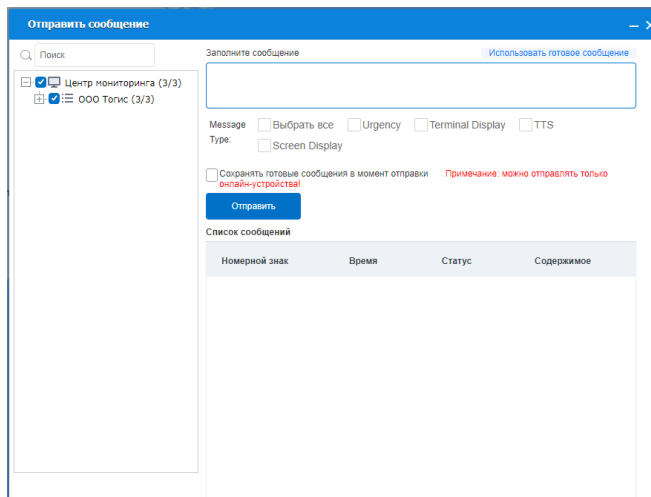 Отправить сообщение
Поиск
Заполните сообщение
Использовать готовое сообщение
Центр мониторинга (3/3)
ООО Тогис (3/3)
Message Type:
Выбрать все
Urgency
Terminal Display
TTS
Screen Display
Сохранять готовые сообщения в момент отправки Примечание: можно отправлять только
онлайн-устройства!
Отправить
Список сообщений
Номерной знак Время Статус Содержимое